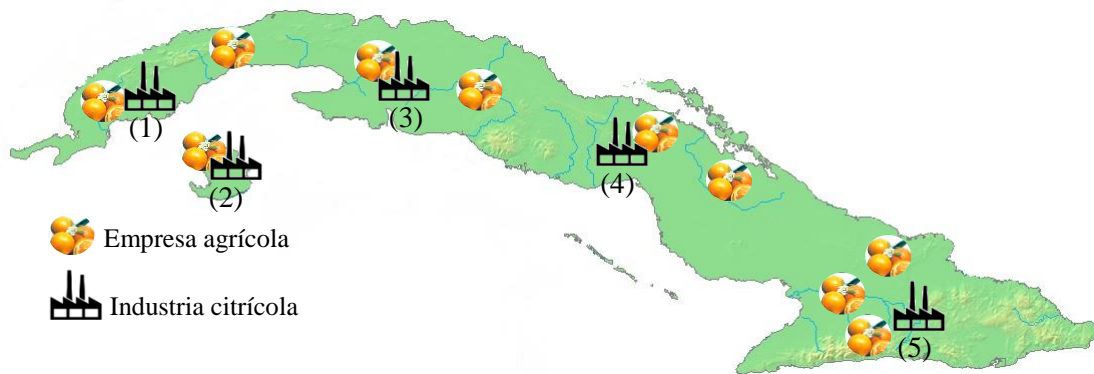 (1)
(3)
(4)
(2)
Empresa agrícola
Industria citrícola
(5)